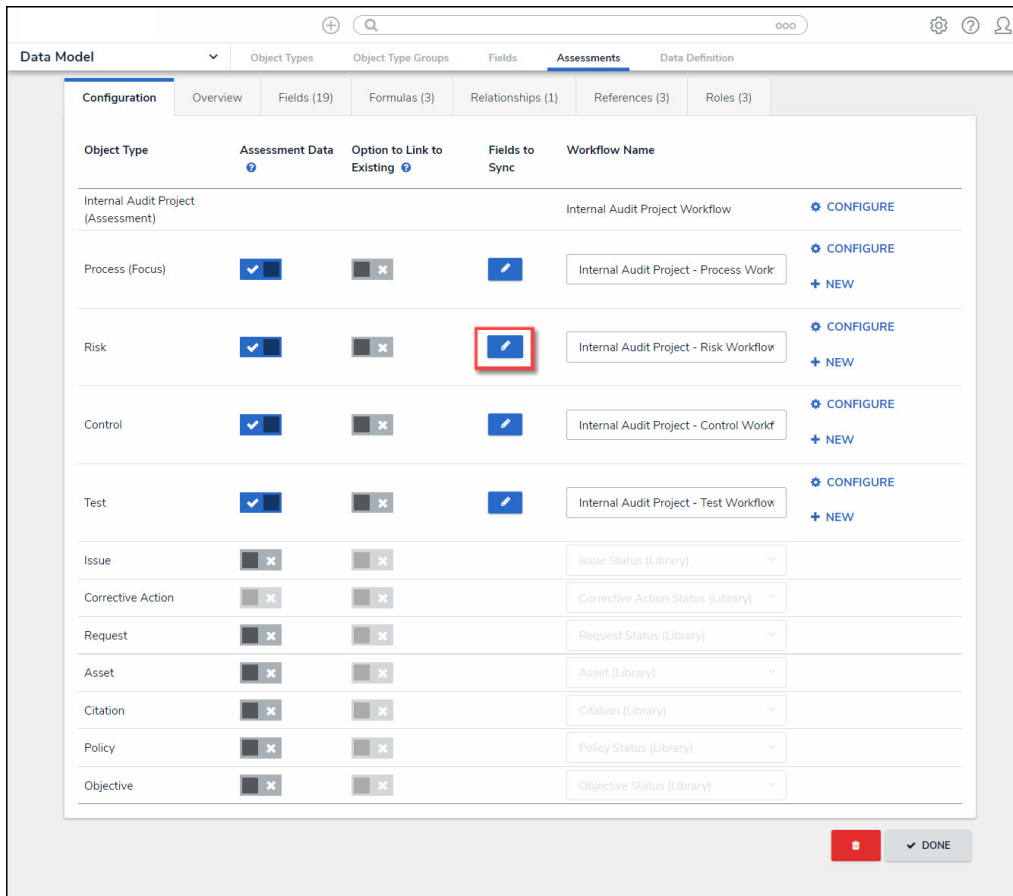 Data Model
Object Types
Object Type Groups
Fields
Assessments
Data Definition
Configuration
Overview
Fields (19)
Formulas (3)
Relationships (1)
References (3)
Roles (3)
Object Type
Assessment Data
Option to Link to
Existing
Fields to
Sync
Workflow Name
Internal Audit Project
(Assessment)
Internal Audit Project Workflow
CONFIGURE
Process (Focus)
Internal Audit Project - Process Work
CONFIGURE
+ NEW
Risk
Internal Audit Project - Risk Workflow
CONFIGURE
+ NEW
Control
Internal Audit Project - Control Workf
CONFIGURE
+ NEW
Test
Internal Audit Project - Test Workflow
CONFIGURE
+ NEW
Issue
Issue Status (Library)
Corrective Action
Corrective Action Status (Library)
Request
Request Status (Library)
Asset
Asset (Library)
Citation
Citation (Library)
Policy
Policy Status (Library)
Objective
Objective Status (Library)
DONE